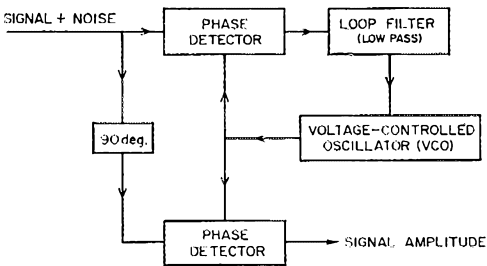 SIGNAL + NOISE
PHASE
DETECTOR
LOOP FILTER
(LOW PASS)
90 deg.
VOLTAGE-CONTROLLED
OSCILLATOR (VCO)
PHASE
DETECTOR
SIGNAL AMPLITUDE